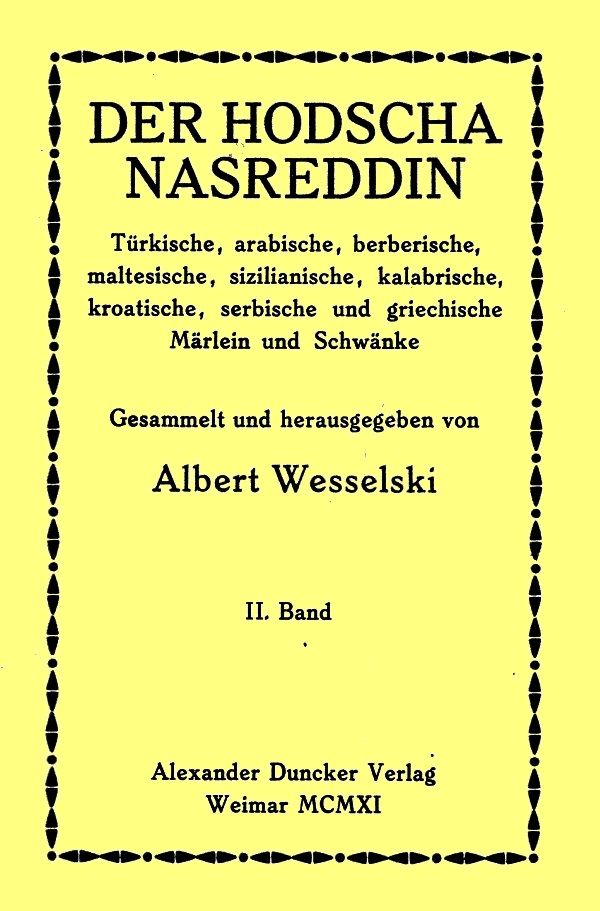 DER HODSCHA
NASREDDIN
Türkische, arabische, berberische,
maltesische, sizilianische, kalabrische,
kroatische, serbische und griechische
Märlein und Schwänke
Gesammelt und herausgegeben von
Albert Wesselski
II. Band
Alexander Duncker Verlag
Weimar MCMXI